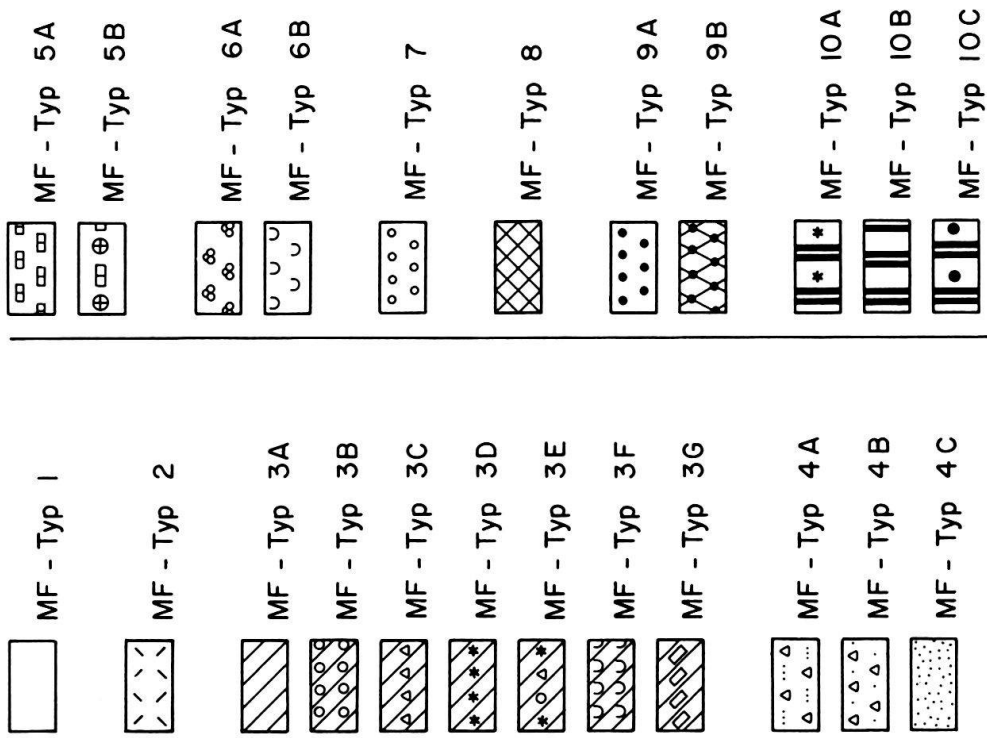 MF - Typ 1
MF - Typ 2
MF - Typ 3A
MF - Typ 3B
MF - Typ 3C
MF - Typ 3D
MF - Typ 3E
MF - Typ 3F
MF - Typ 3G
MF - Typ 4A
MF - Typ 4B
MF - Typ 4C
MF - Typ 5A
MF - Typ 5B
MF - Typ 6A
MF - Typ 6B
MF - Typ 7
MF - Typ 8
MF - Typ 9A
MF - Typ 9B
MF - Typ 10A
MF - Typ 10B
MF - Typ 10C